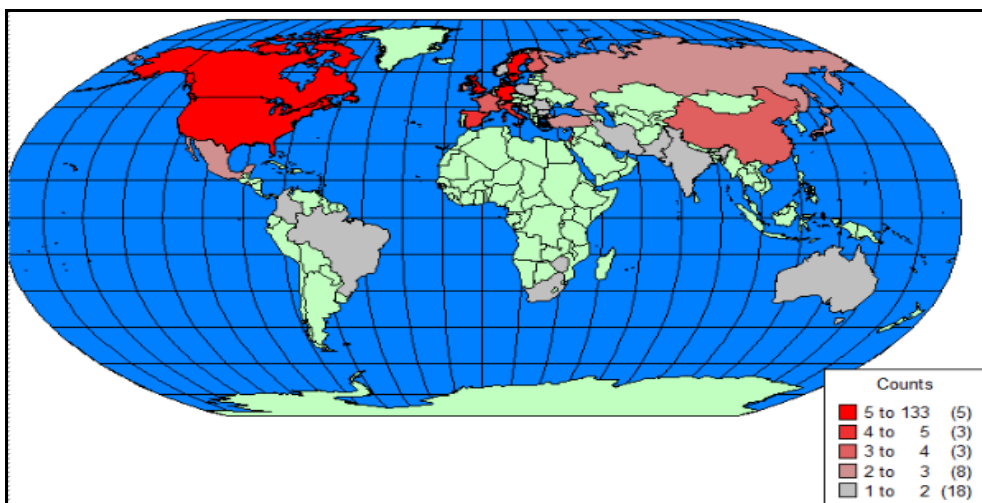 Counts
5 to 133 (5)
4 to 5 (3)
3 to 4 (3)
2 to 3 (8)
1 to 2 (18)